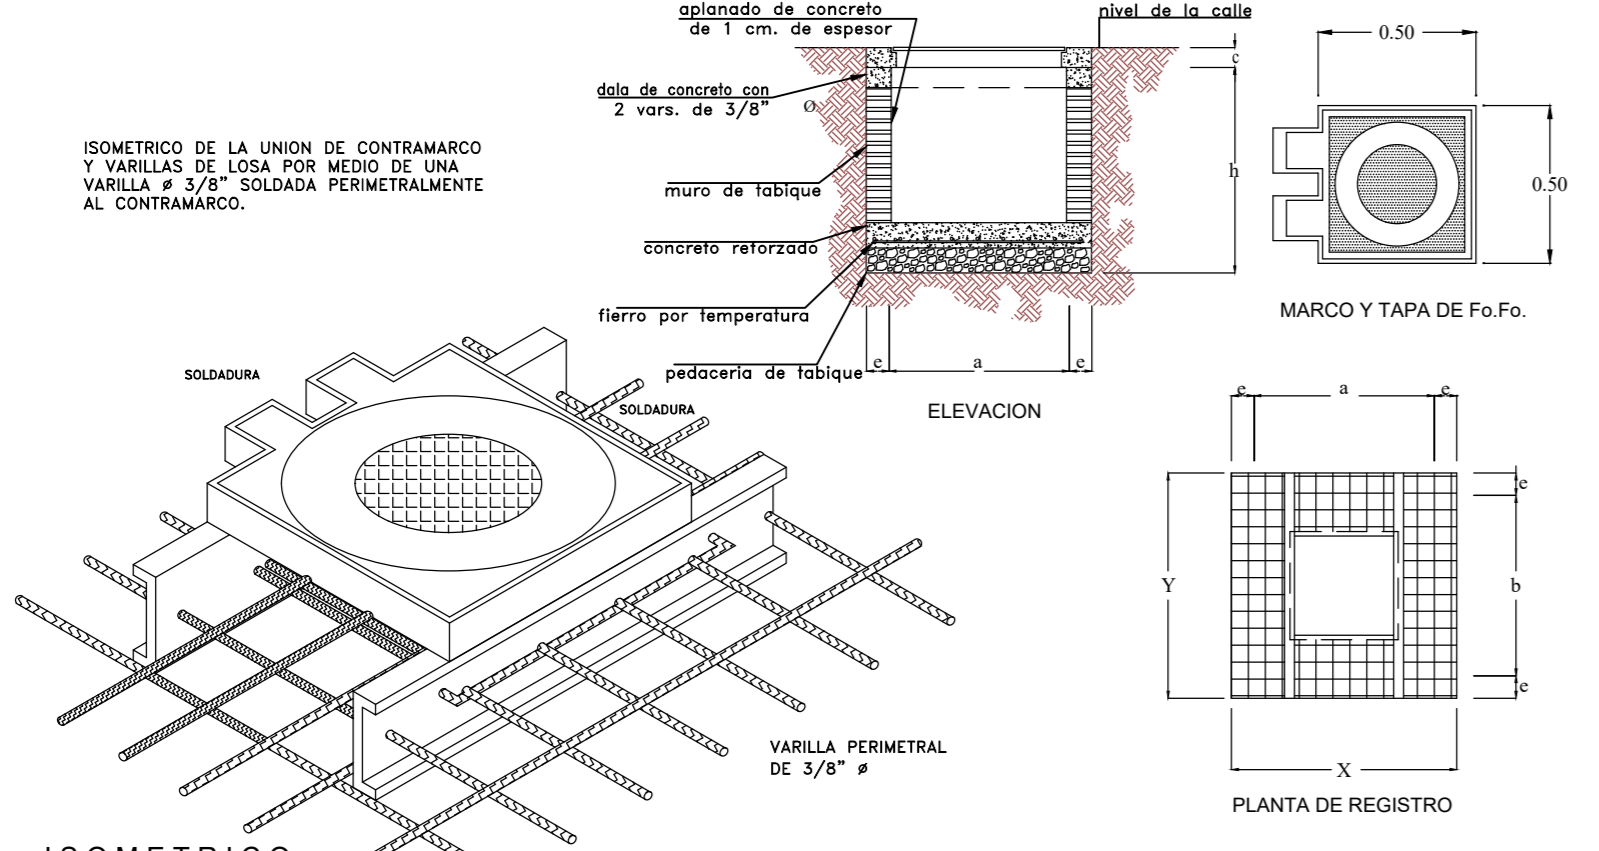 aplanado de concreto
de 1 cm. de espesor
nivel de la calle
dala de concreto con
2 vars. de 3/8"
Ø
ISOMETRICO DE LA UNION DE CONTRAMARCO
Y VARILLAS DE LOSA POR MEDIO DE UNA
VARILLA Ø 3/8" SOLDADA PERIMETRALMENTE
AL CONTRAMARCO.
muro de tabique
concreto retorzado
fierro por temperatura
pedaceria de tabique
c
h
e
a
e
ELEVACION
0.50
0.50
MARCO Y TAPA DE Fo.Fo.
SOLDADURA
SOLDADURA
VARILLA PERIMETRAL
DE 3/8" Ø
e
a
e
e
Y
b
e
X
PLANTA DE REGISTRO
ISOMETRICO